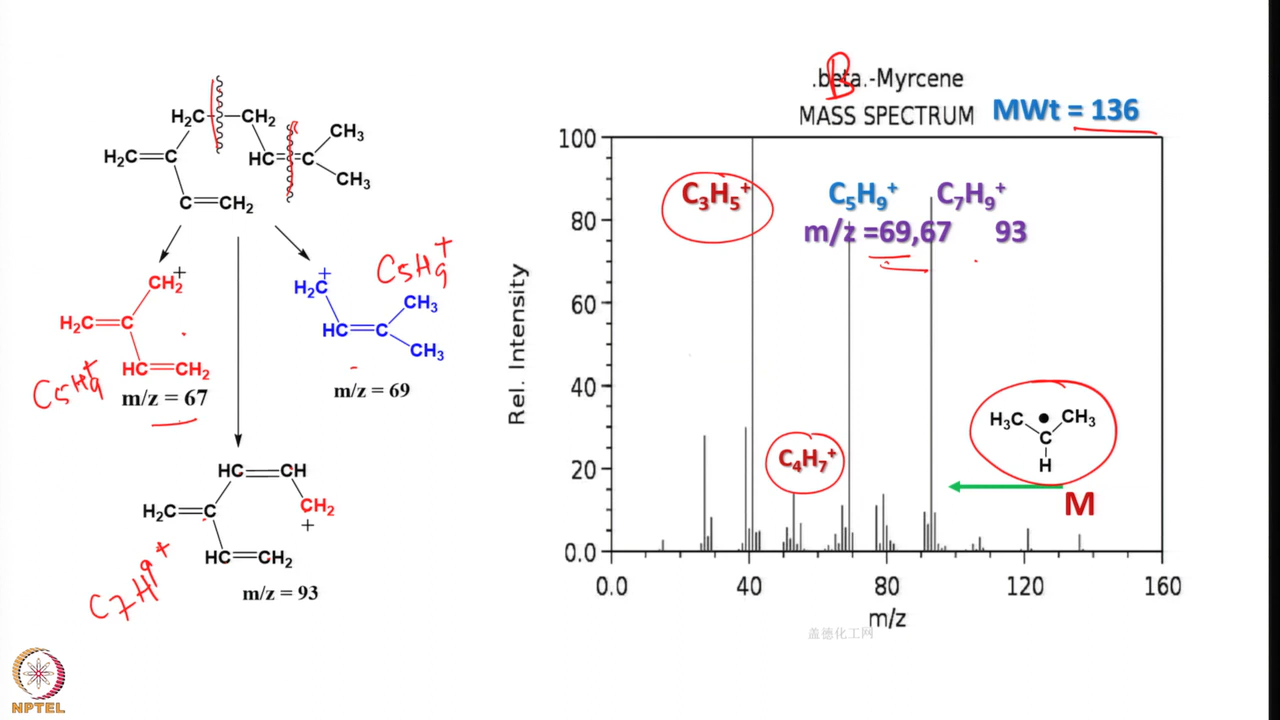 H₂C CH₂
CH₃
H₂C C HC C
CH₃
C CH₂
CH₂⁺
H₂C C
HC CH₂
m/z = 67
C5H9⁺
H₂C⁺
CH₃
HC C
CH₃
m/z = 69
C5H9⁺
HC CH
H₂C C CH₂
+
HC CH₂
m/z = 93
C7H9⁺
NPTEL
.beta.-Myrcene
B
MASS SPECTRUM MWt = 136
C₃H₅⁺ C₅H₉⁺ C₇H₉⁺
m/z =69,67 93
C₄H₇⁺
H₃C CH₃
C
H
M
Rel. Intensity
100
80
60
40
20
0.0
0.0 40 80 120 160
m/z
盖德化工网